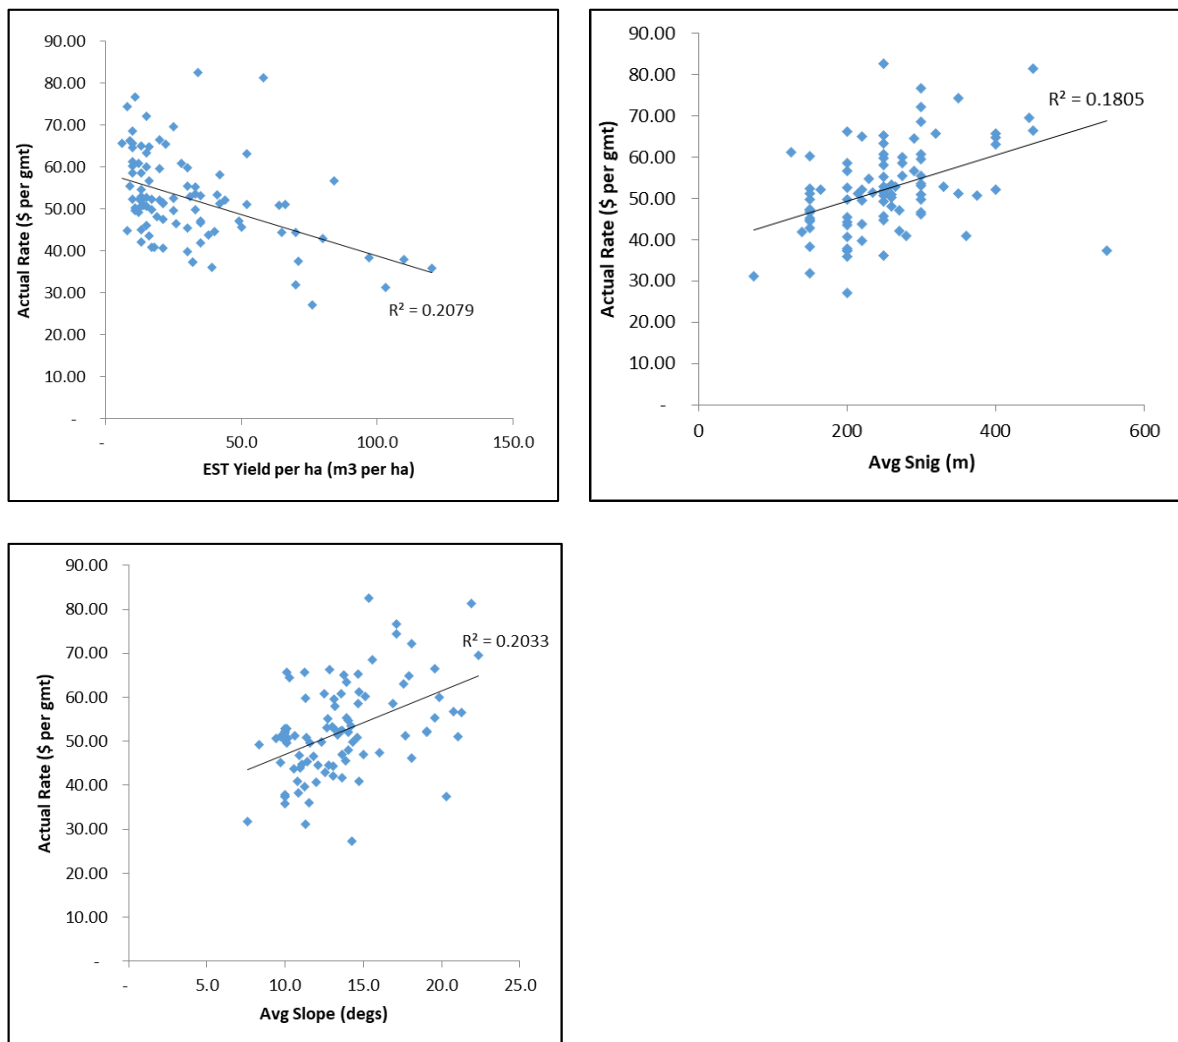 90.00
80.00
70.00
60.00
50.00
40.00
30.00
20.00
10.00
-
Actual Rate ($ per gmt)
R² = 0.2079
- 50.0 100.0 150.0
EST Yield per ha (m3 per ha)
90.00
80.00
70.00
60.00
50.00
40.00
30.00
20.00
10.00
-
Actual Rate ($ per gmt)
R² = 0.1805
0 200 400 600
Avg Snig (m)
90.00
80.00
70.00
60.00
50.00
40.00
30.00
20.00
10.00
-
Actual Rate ($ per gmt)
R² = 0.2033
- 5.0 10.0 15.0 20.0 25.0
Avg Slope (degs)